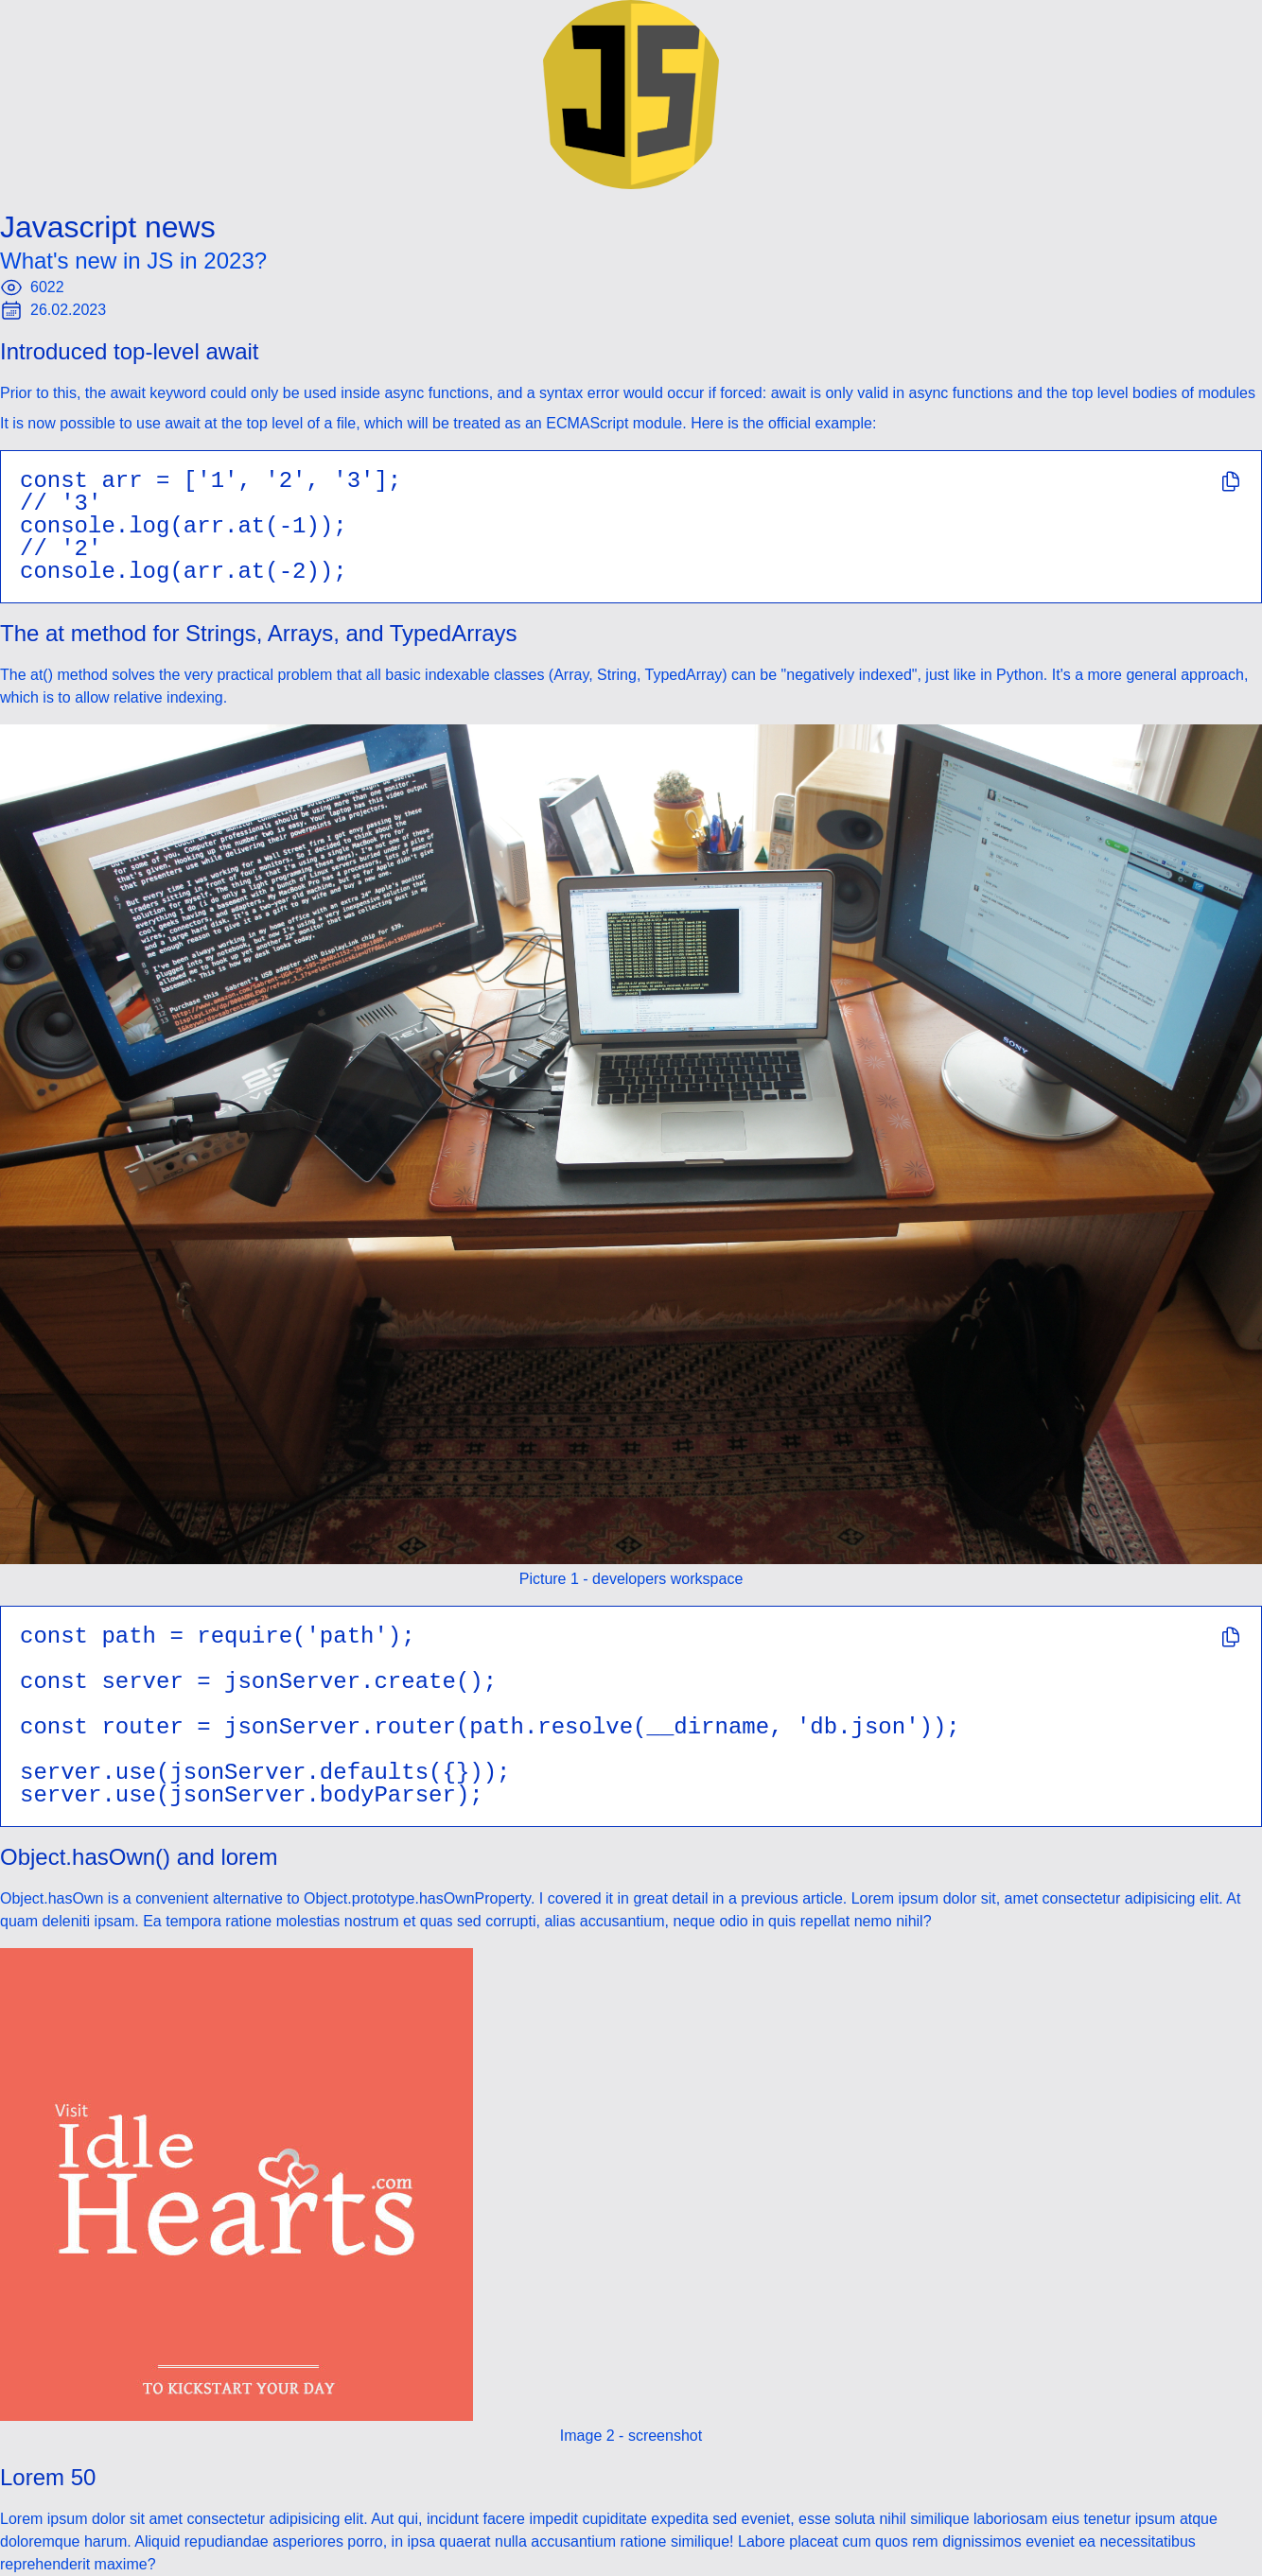 JS
Javascript news
What's new in JS in 2023?
6022
26.02.2023
Introduced top-level await
Prior to this, the await keyword could only be used inside async functions, and a syntax error would occur if forced: await is only valid in async functions and the top level bodies of modules
It is now possible to use await at the top level of a file, which will be treated as an ECMAScript module. Here is the official example:
const arr = ['1', '2', '3'];
// '3'
console.log(arr.at(-1));
// '2'
console.log(arr.at(-2));
The at method for Strings, Arrays, and TypedArrays
The at() method solves the very practical problem that all basic indexable classes (Array, String, TypedArray) can be "negatively indexed", just like in Python. It's a more general approach,
which is to allow relative indexing.
SONY
Picture 1 - developers workspace
const path = require('path');
const server = jsonServer.create();
const router = jsonServer.router(path.resolve(__dirname, 'db.json'));
server.use(jsonServer.defaults({}));
server.use(jsonServer.bodyParser);
Object.hasOwn() and lorem
Object.hasOwn is a convenient alternative to Object.prototype.hasOwnProperty. I covered it in great detail in a previous article. Lorem ipsum dolor sit, amet consectetur adipisicing elit. At
quam deleniti ipsam. Ea tempora ratione molestias nostrum et quas sed corrupti, alias accusantium, neque odio in quis repellat nemo nihil?
Visit
Idle
Hearts
.com
TO KICKSTART YOUR DAY
Image 2 - screenshot
Lorem 50
Lorem ipsum dolor sit amet consectetur adipisicing elit. Aut qui, incidunt facere impedit cupiditate expedita sed eveniet, esse soluta nihil similique laboriosam eius tenetur ipsum atque
doloremque harum. Aliquid repudiandae asperiores porro, in ipsa quaerat nulla accusantium ratione similique! Labore placeat cum quos rem dignissimos eveniet ea necessitatibus
reprehenderit maxime?